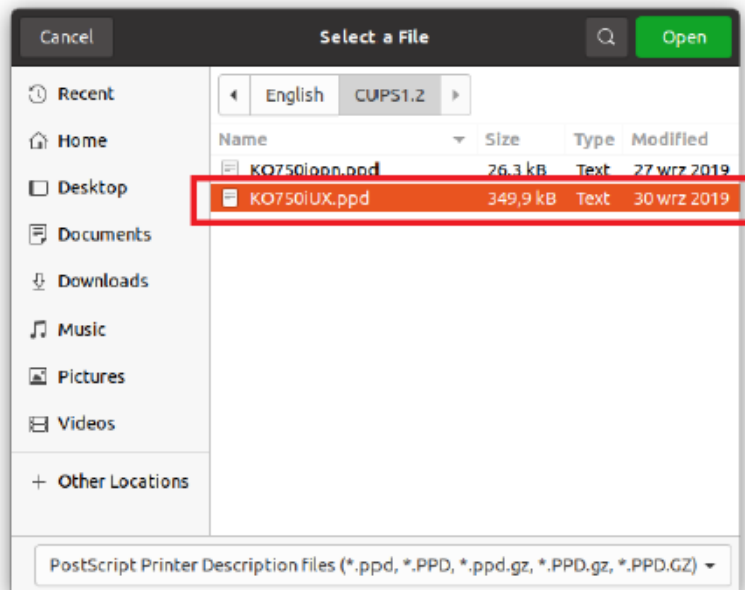 Cancel Select a File Open
Recent
Home
Desktop
Documents
Downloads
Music
Pictures
Videos
+ Other Locations
English CUPS1.2
Name Size Type Modified
KO750iopn.ppd 26,3 kB Text 27 wrz 2019
KO750iUX.ppd 349,9 kB Text 30 wrz 2019
PostScript Printer Description files (*.ppd, *.PPD, *.ppd.gz, *.PPD.gz, *.PPD.GZ)